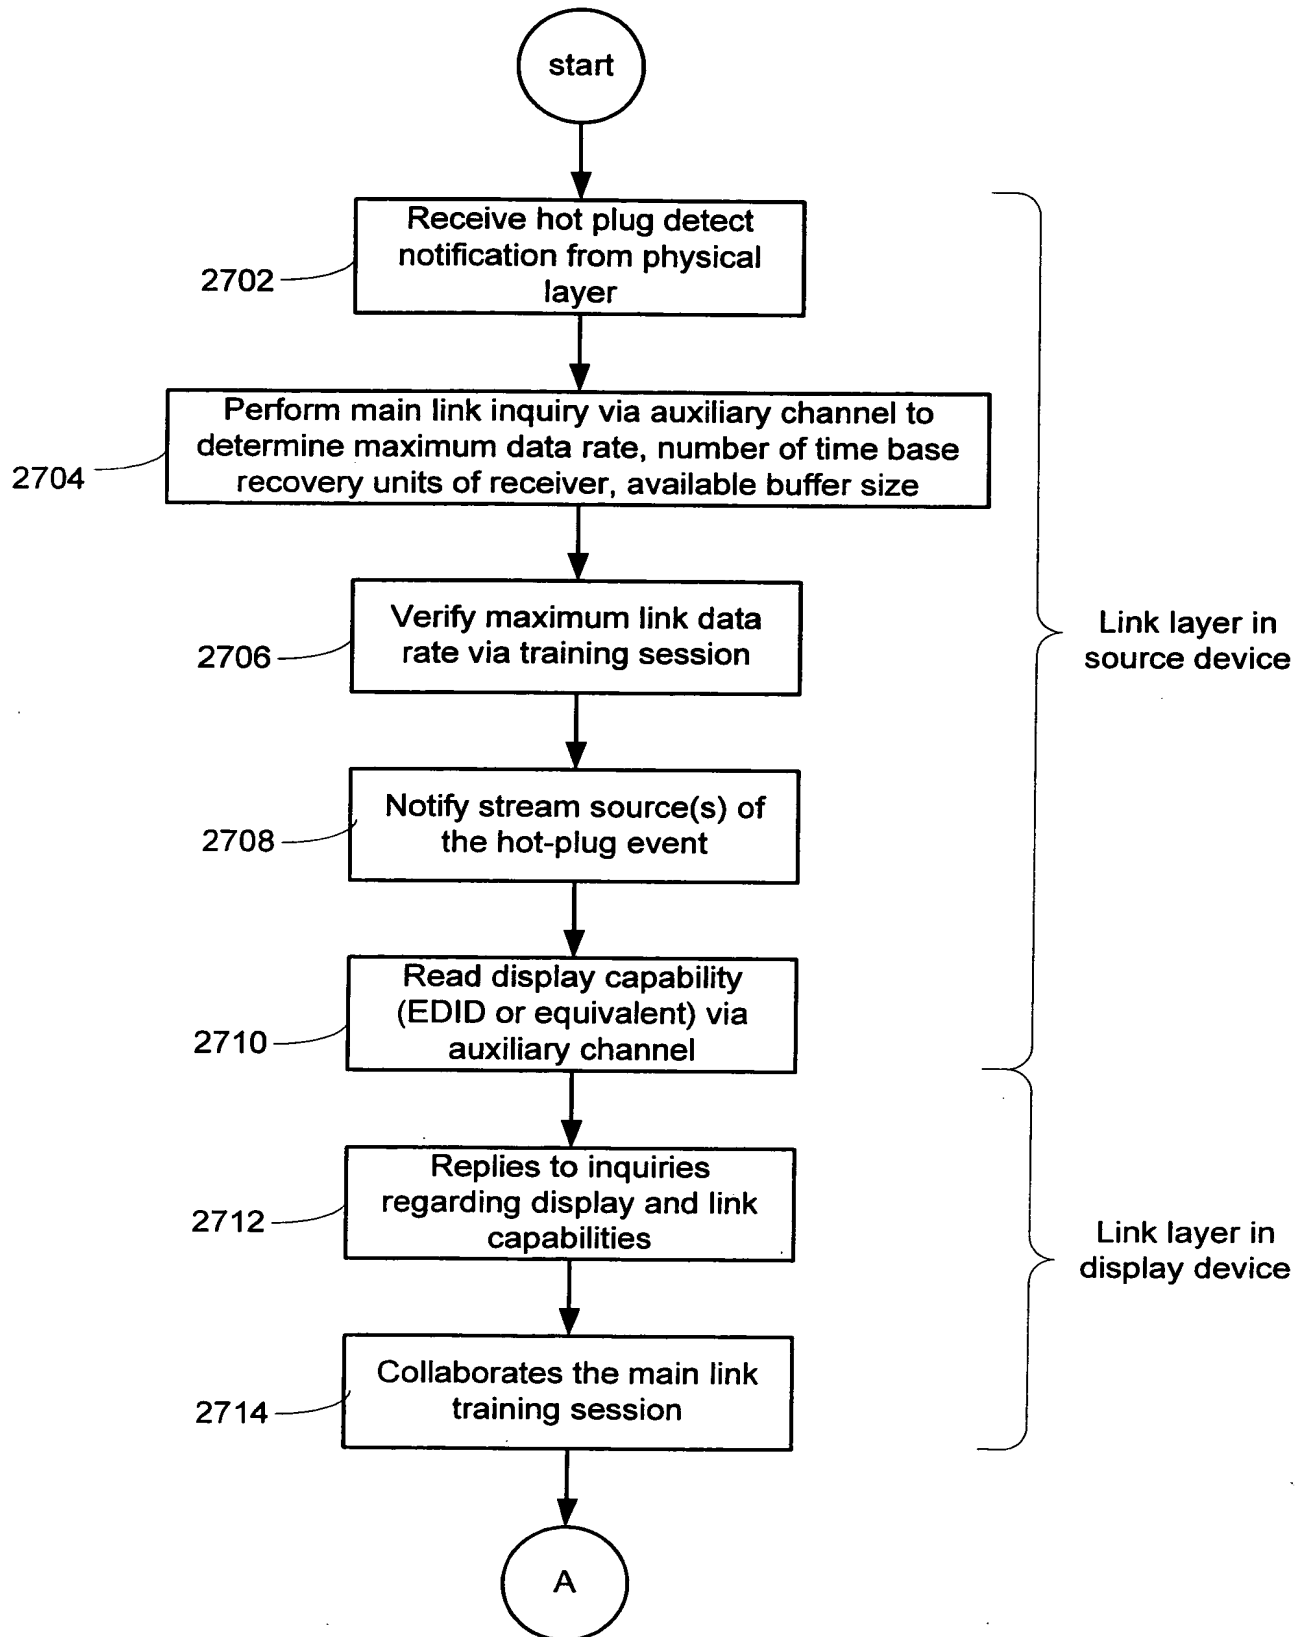 start
Receive hot plug detect
notification from physical
layer
2702
Perform main link inquiry via auxiliary channel to
determine maximum data rate, number of time base
recovery units of receiver, available buffer size
2704
Verify maximum link data
rate via training session
2706
Link layer in
source device
Notify stream source(s) of
the hot-plug event
2708
Read display capability
(EDID or equivalent) via
auxiliary channel
2710
Replies to inquiries
regarding display and link
capabilities
2712
Link layer in
display device
Collaborates the main link
training session
2714
A